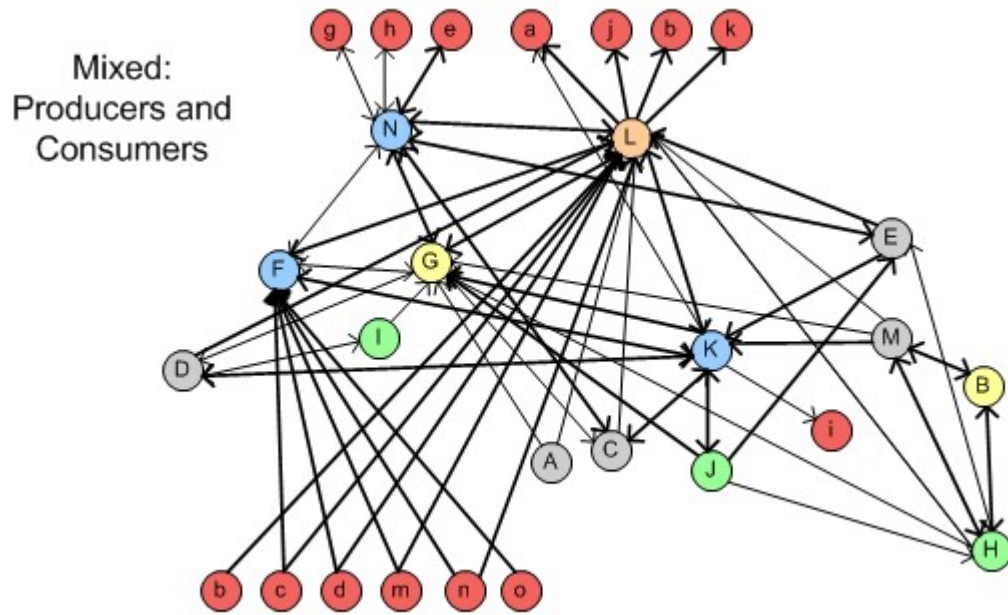 g h e a j b k
Mixed:
Producers and
Consumers
N L
E
F G
I K M
D B
i
A C J
H
b c d m n o